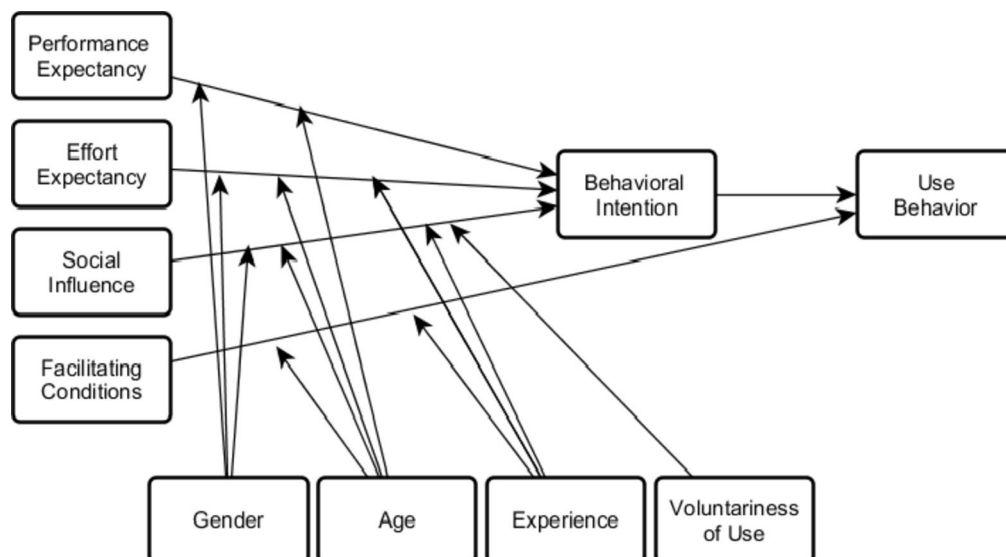 Performance
Expectancy
Effort
Expectancy
Social
Influence
Facilitating
Conditions
Behavioral
Intention
Use
Behavior
Gender
Age
Experience
Voluntariness
of Use